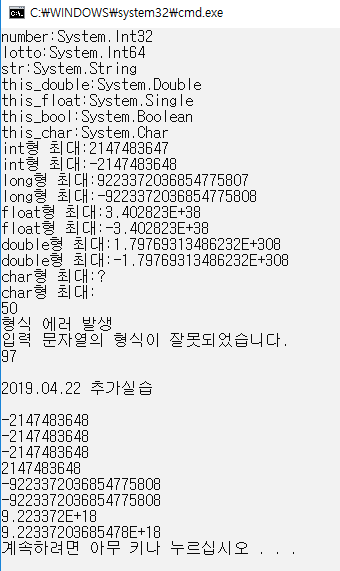 C:\WINDOWS\system32\cmd.exe
number:System.Int32
lotto:System.Int64
str:System.String
this_double:System.Double
this_float:System.Single
this_bool:System.Boolean
this_char:System.Char
int형 최대:2147483647
int형 최대:-2147483648
long형 최대:9223372036854775807
long형 최대:-9223372036854775808
float형 최대:3.402823E+38
float형 최대:-3.402823E+38
double형 최대:1.79769313486232E+308
double형 최대:-1.79769313486232E+308
char형 최대:?
char형 최대:
50
형식 에러 발생
입력 문자열의 형식이 잘못되었습니다.
97
2019.04.22 추가실습
-2147483648
-2147483648
-2147483648
2147483648
-9223372036854775808
-9223372036854775808
9.223372E+18
9.22337203685478E+18
계속하려면 아무 키나 누르십시오 . . .